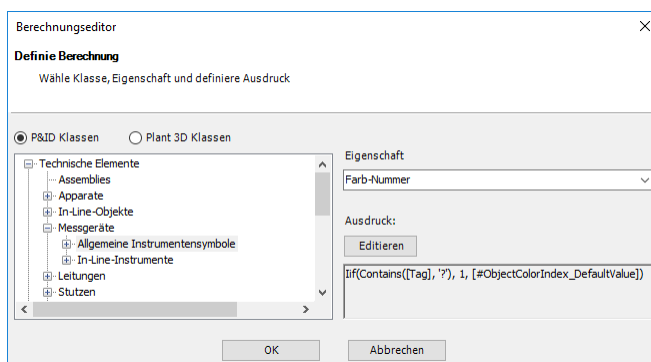 Berechnungseditor
Definie Berechnung
Wähle Klasse, Eigenschaft und definiere Ausdruck
P&ID Klassen
Plant 3D Klassen
Technische Elemente
Assemblies
Apparate
In-Line-Objekte
Messgeräte
Allgemeine Instrumentensymbole
In-Line-Instrumente
Leitungen
Stutzen
Eigenschaft
Farb-Nummer
Ausdruck:
Editieren
Iif(Contains([Tag], '?'), 1, [#ObjectColorIndex_DefaultValue])
OK
Abbrechen